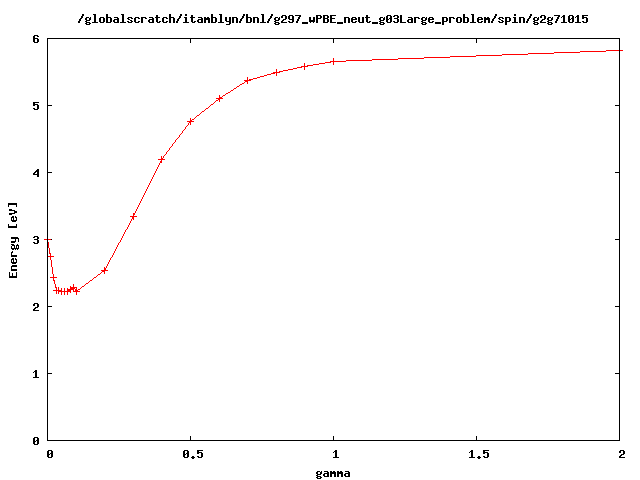 /globalscratch/itamblyn/bnl/g297_wPBE_neut_g03Large_problem/spin/g2g71015
6
5
4
3
2
1
0
Energy [eV]
0 0.5 1 1.5 2
gamma